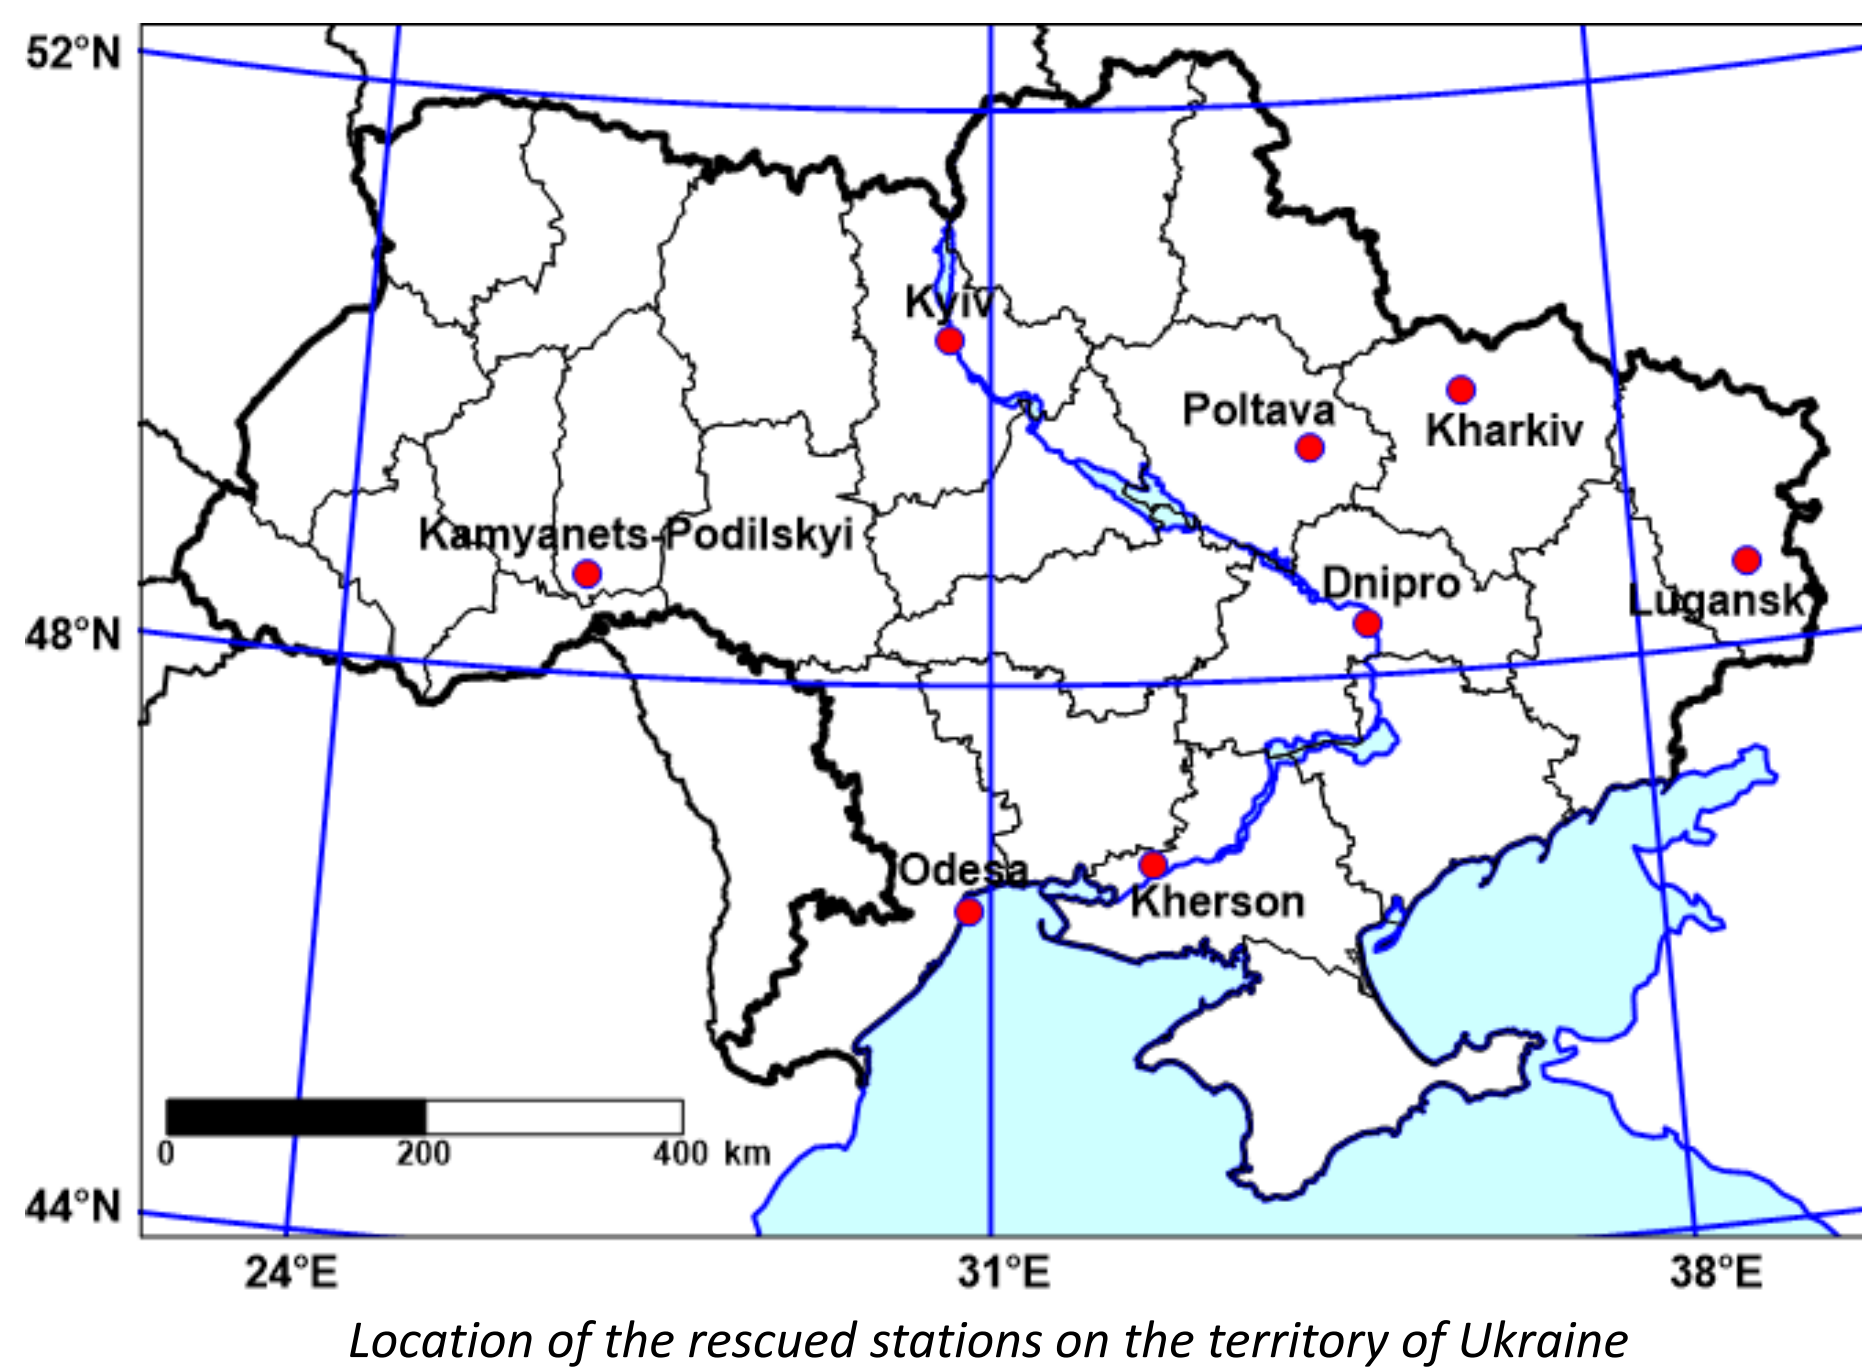 52°N
Kyiv
Poltava
Kharkiv
Kamyanets-Podilskyi
Dnipro
Lugansk
48°N
Odesa
Kherson
0 200 400 km
44°N
24°E 31°E 38°E
Location of the rescued stations on the territory of Ukraine